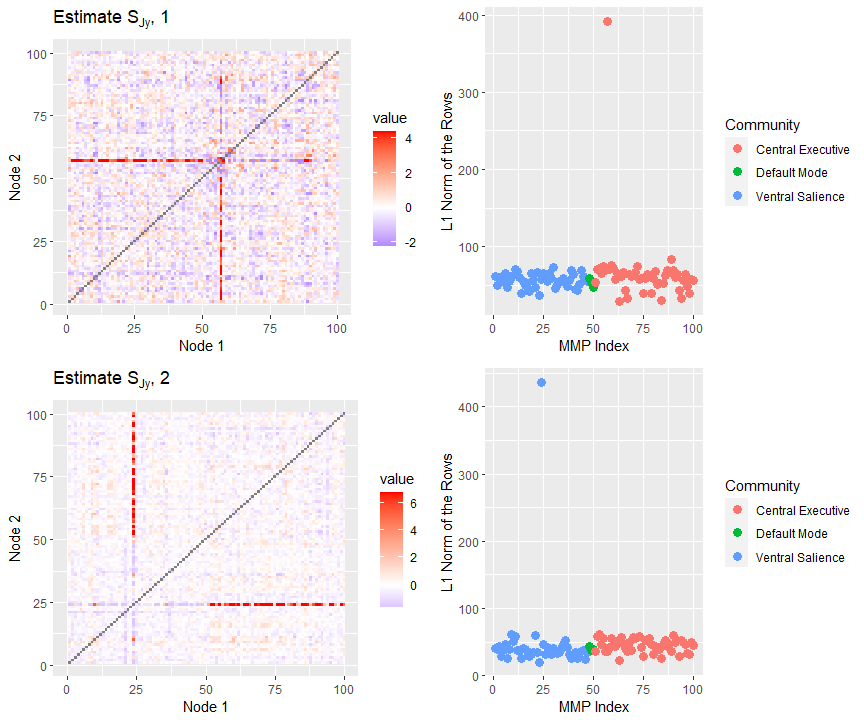 Estimate S_Jy, 1
100
75
50
25
0
Node 2
0 25 50 75 100
Node 1
value
4
2
0
-2
400
300
200
100
L1 Norm of the Rows
0 25 50 75 100
MMP Index
Community
Central Executive
Default Mode
Ventral Salience
Estimate S_Jy, 2
100
75
50
25
0
Node 2
0 25 50 75 100
Node 1
value
6
4
2
0
400
300
200
100
0
L1 Norm of the Rows
0 25 50 75 100
MMP Index
Community
Central Executive
Default Mode
Ventral Salience